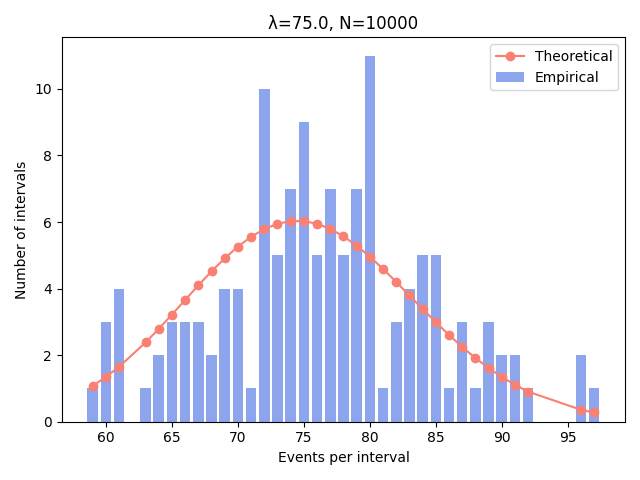 λ=75.0, N=10000
Theoretical
Empirical
Number of intervals
10
8
6
4
2
0
60 65 70 75 80 85 90 95
Events per interval